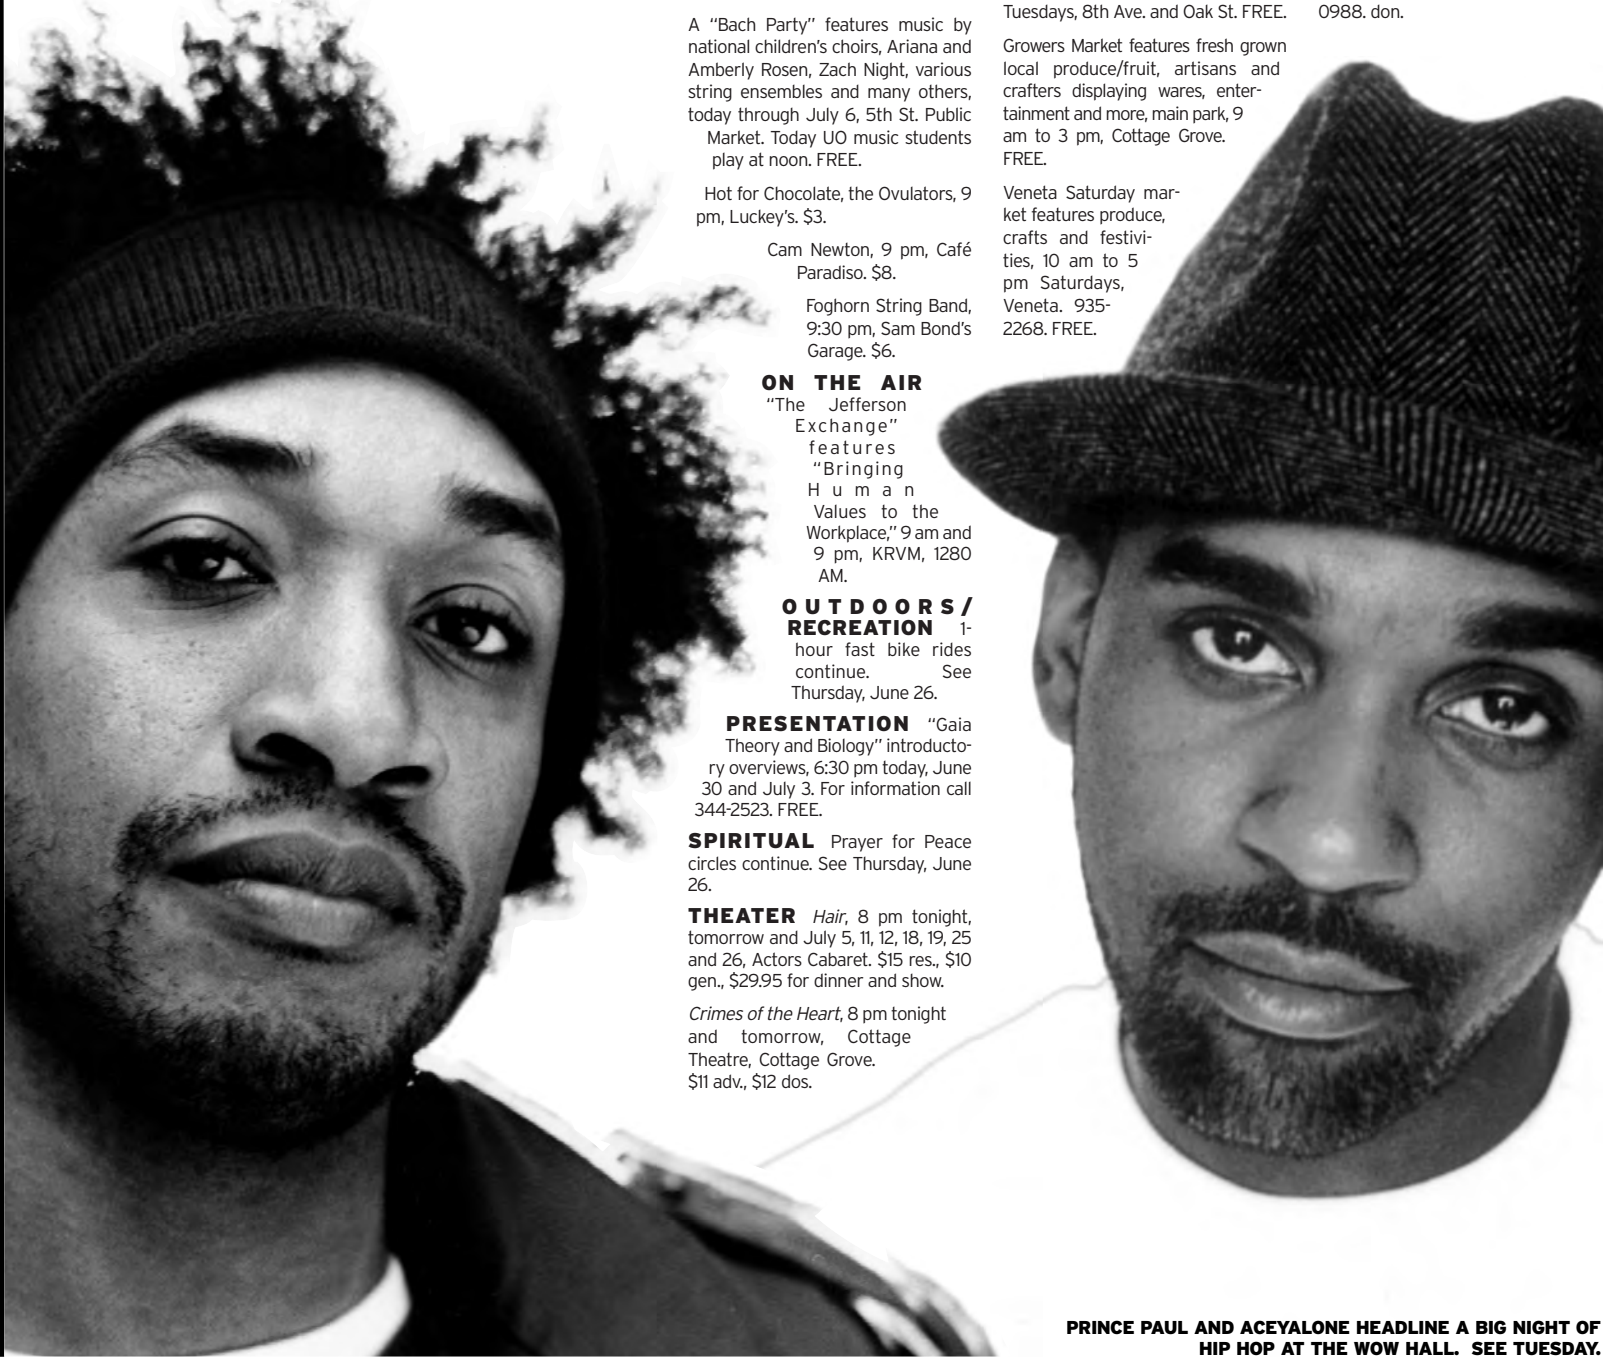 A “Bach Party” features music by
national children’s choirs, Ariana and
Amberly Rosen, Zach Night, various
string ensembles and many others,
today through July 6, 5th St. Public
Market. Today UO music students
play at noon. FREE.
Hot for Chocolate, the Ovulators, 9
pm, Luckey’s. $3.
Cam Newton, 9 pm, Café
Paradiso. $8.
Foghorn String Band,
9:30 pm, Sam Bond’s
Garage. $6.
ON THE AIR
“The Jefferson
Exchange”
features
“Bringing
Human
Values to the
Workplace,” 9 am and
9 pm, KRVM, 1280
AM.
OUTDOORS/
RECREATION 1-
hour fast bike rides
continue. See
Thursday, June 26.
PRESENTATION “Gaia
Theory and Biology” introducto-
ry overviews, 6:30 pm today, June
30 and July 3. For information call
344-2523. FREE.
SPIRITUAL Prayer for Peace
circles continue. See Thursday, June
26.
THEATER Hair, 8 pm tonight,
tomorrow and July 5, 11, 12, 18, 19, 25
and 26, Actors Cabaret. $15 res., $10
gen., $29.95 for dinner and show.
Crimes of the Heart, 8 pm tonight
and tomorrow, Cottage
Theatre, Cottage Grove.
$11 adv., $12 dos.
Tuesdays, 8th Ave. and Oak St. FREE.
Growers Market features fresh grown
local produce/fruit, artisans and
crafters displaying wares, enter-
tainment and more, main park, 9
am to 3 pm, Cottage Grove.
FREE.
Veneta Saturday mar-
ket features produce,
crafts and festivi-
ties, 10 am to 5
pm Saturdays,
Veneta. 935-
2268. FREE.
0988. don.
PRINCE PAUL AND ACEYALONE HEADLINE A BIG NIGHT OF
HIP HOP AT THE WOW HALL. SEE TUESDAY.